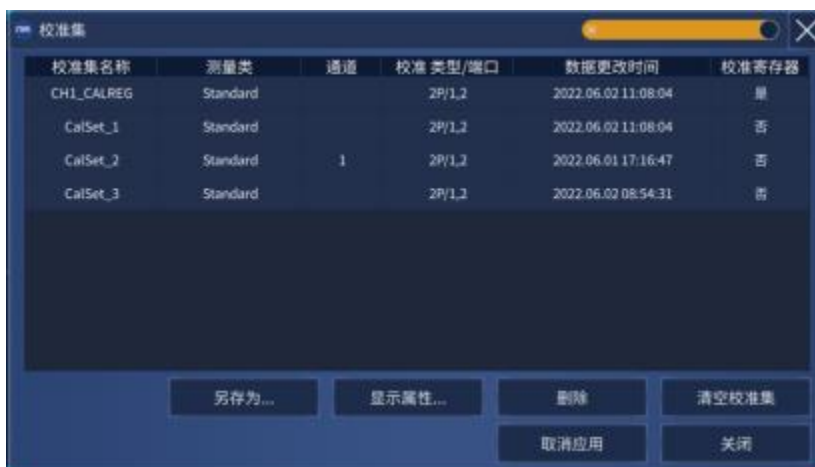 校准集
校准集名称 测量类 通道 校准 类型/端口 数据更改时间 校准寄存器
CH1_CALREG Standard 2P/1,2 2022.06.02 11:08:04 是
CalSet_1 Standard 2P/1,2 2022.06.02 11:08:04 否
CalSet_2 Standard 1 2P/1,2 2022.06.01 17:16:47 否
CalSet_3 Standard 2P/1,2 2022.06.02 08:54:31 否
另存为... 显示属性... 删除 清空校准集
取消应用 关闭